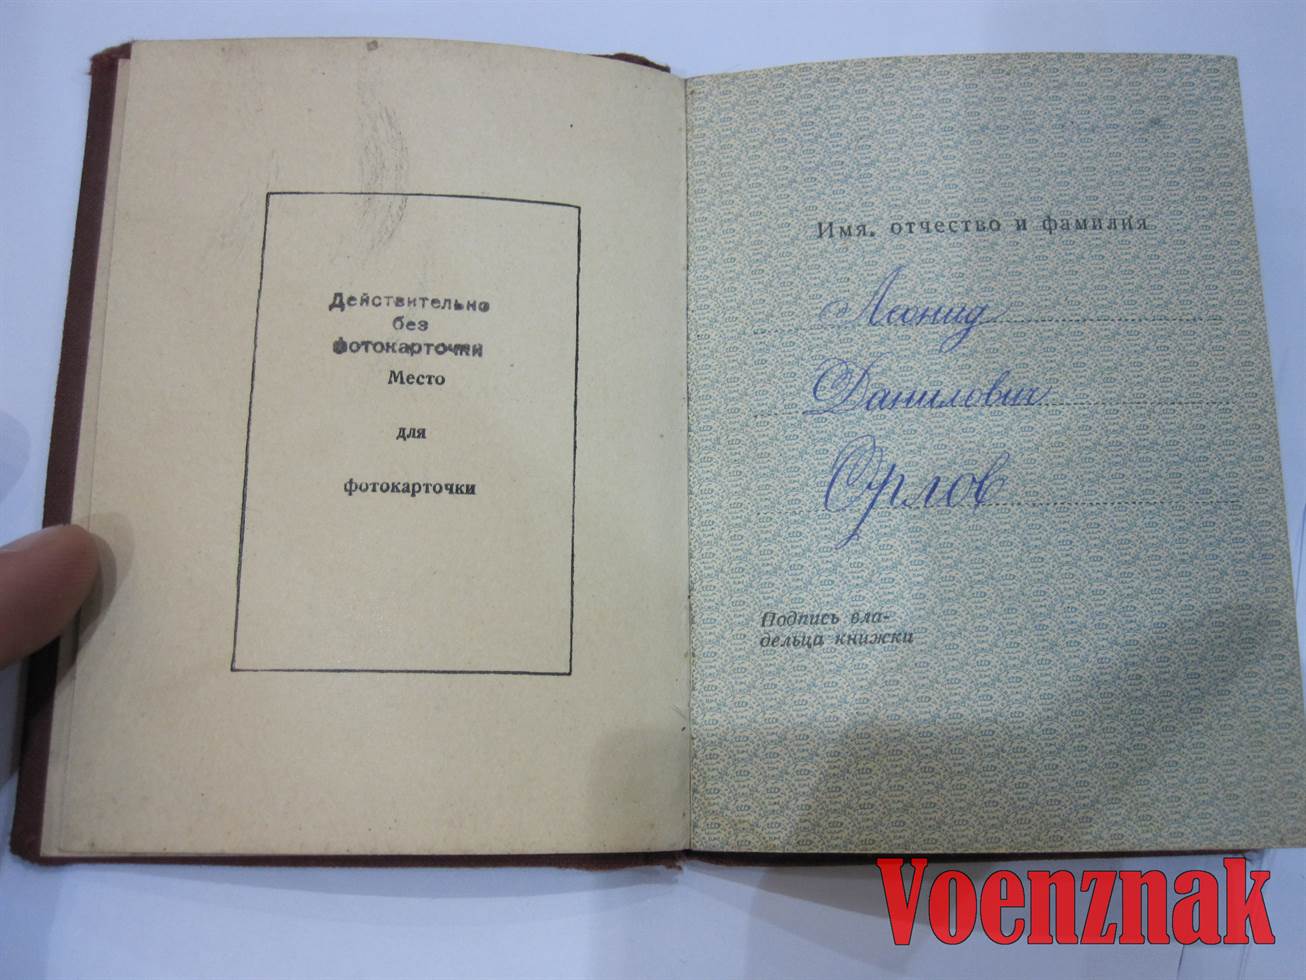 Действительно
без
фотокарточки
Место
для
фотокарточки
Имя, отчество и фамилия
Леонид
Данилович
Орлов
Подпись вла-
дельца книжки
Voenznak